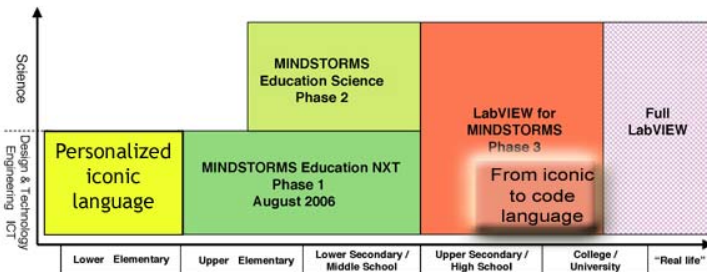 Science
Design & Technology
Engineering ICT
Personalized
iconic
language
MINDSTORMS
Education Science
Phase 2
MINDSTORMS Education NXT
Phase 1
August 2006
LabVIEW for
MINDSTORMS
Phase 3
From iconic
to code
language
Full
LabVIEW
Lower Elementary
Upper Elementary
Lower Secondary /
Middle School
Upper Secondary /
High School
College /
University
"Real life"